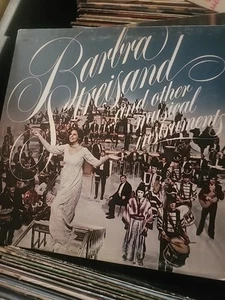 Barbra
Streisand
and other
musical
instruments